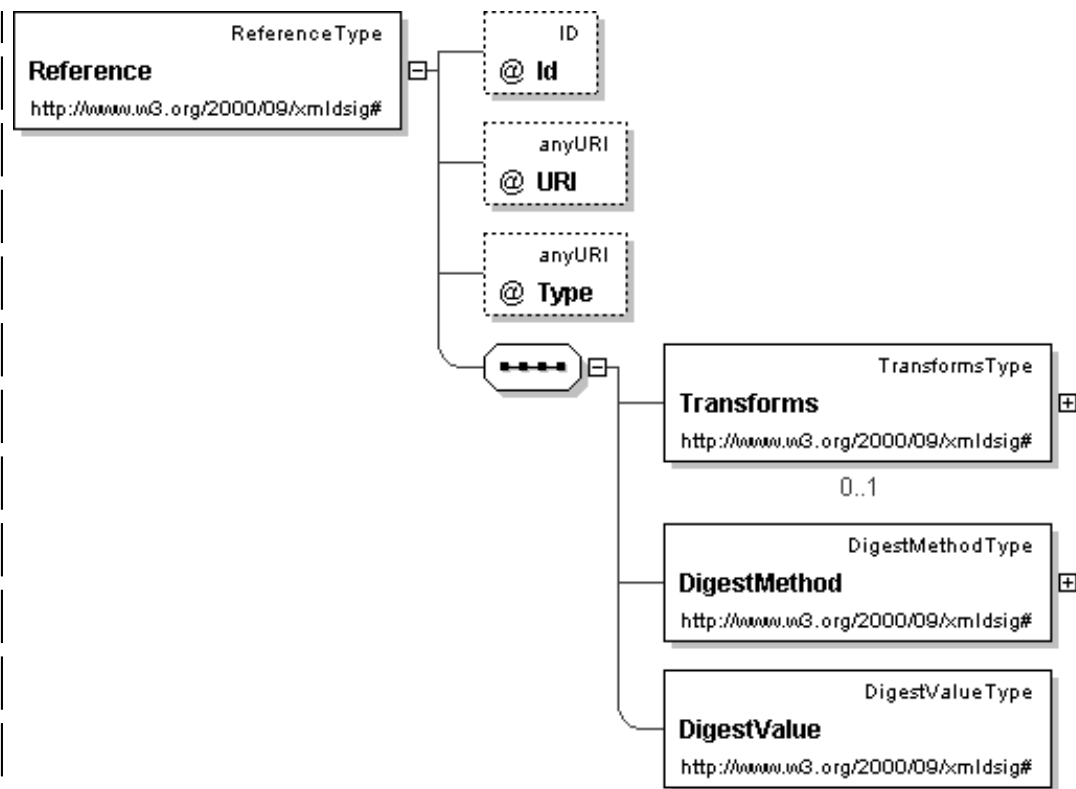 ReferenceType
Reference
http://www.w3.org/2000/09/xmldsig#
ID
@ Id
anyURI
@ URI
anyURI
@ Type
TransformsType
Transforms
http://www.w3.org/2000/09/xmldsig#
0..1
DigestMethodType
DigestMethod
http://www.w3.org/2000/09/xmldsig#
DigestValueType
DigestValue
http://www.w3.org/2000/09/xmldsig#